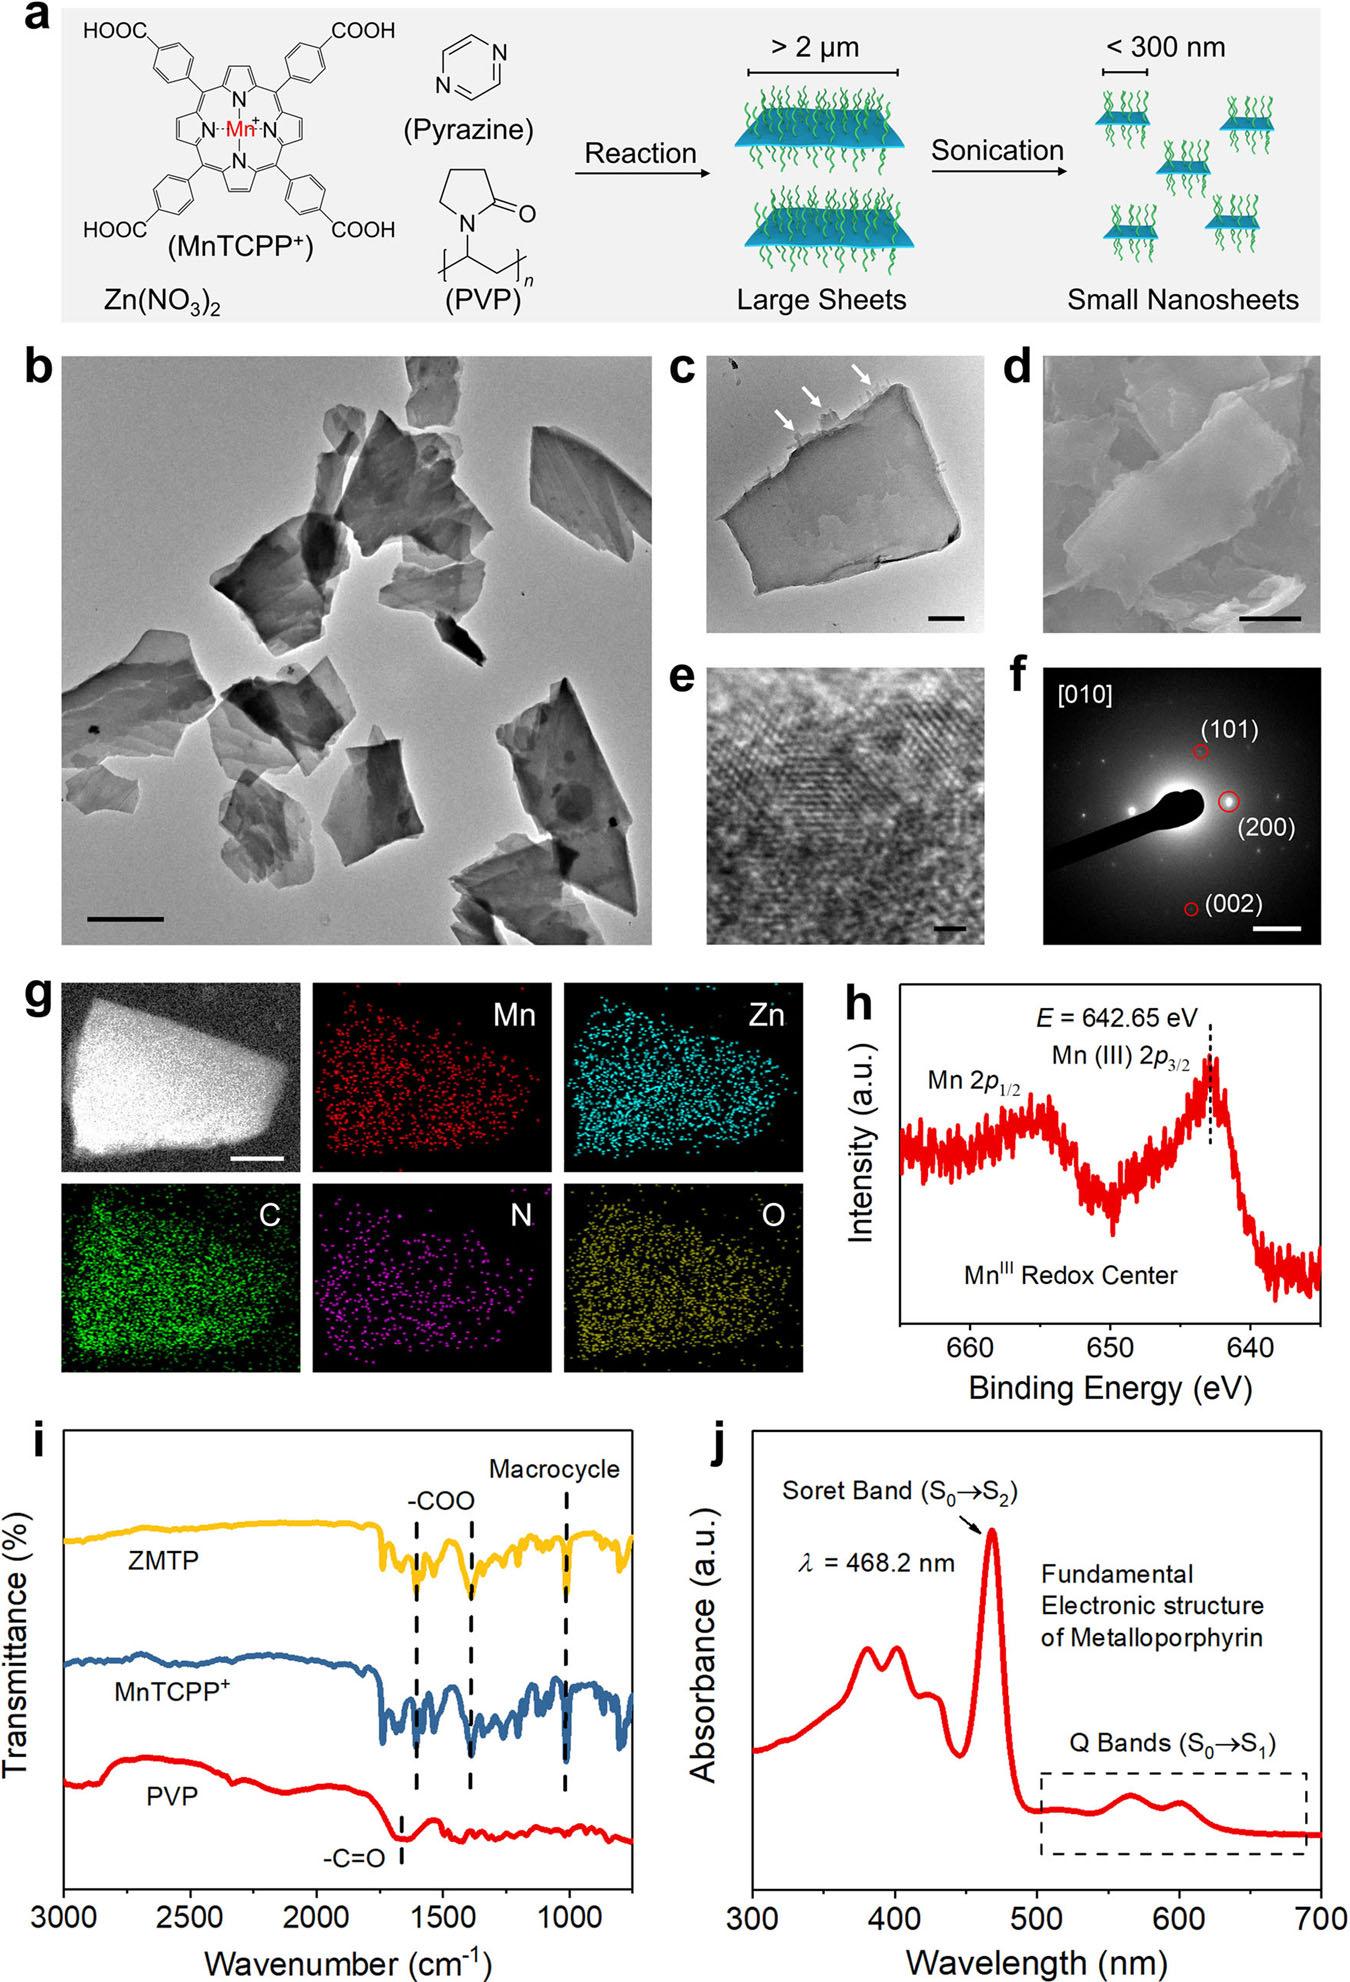 a
HOOC
COOH
N
N
Mn+
N
N
HOOC
COOH
(MnTCPP⁺)
Zn(NO₃)₂
N
N
(Pyrazine)
N
O
n
(PVP)
Reaction
> 2 μm
Large Sheets
Sonication
< 300 nm
Small Nanosheets
b
c
d
e
f
[010]
(101)
(200)
(002)
g
Mn
Zn
C
N
O
h
E = 642.65 eV
Mn (III) 2p₃/₂
Mn 2p₁/₂
Mnᴵᴵᴵ Redox Center
Intensity (a.u.)
660
650
640
Binding Energy (eV)
i
Macrocycle
-COO
ZMTP
MnTCPP⁺
PVP
-C=O
Transmittance (%)
3000
2500
2000
1500
1000
Wavenumber (cm⁻¹)
j
Soret Band (S₀→S₂)
λ = 468.2 nm
Fundamental
Electronic structure
of Metalloporphyrin
Q Bands (S₀→S₁)
Absorbance (a.u.)
300
400
500
600
700
Wavelength (nm)